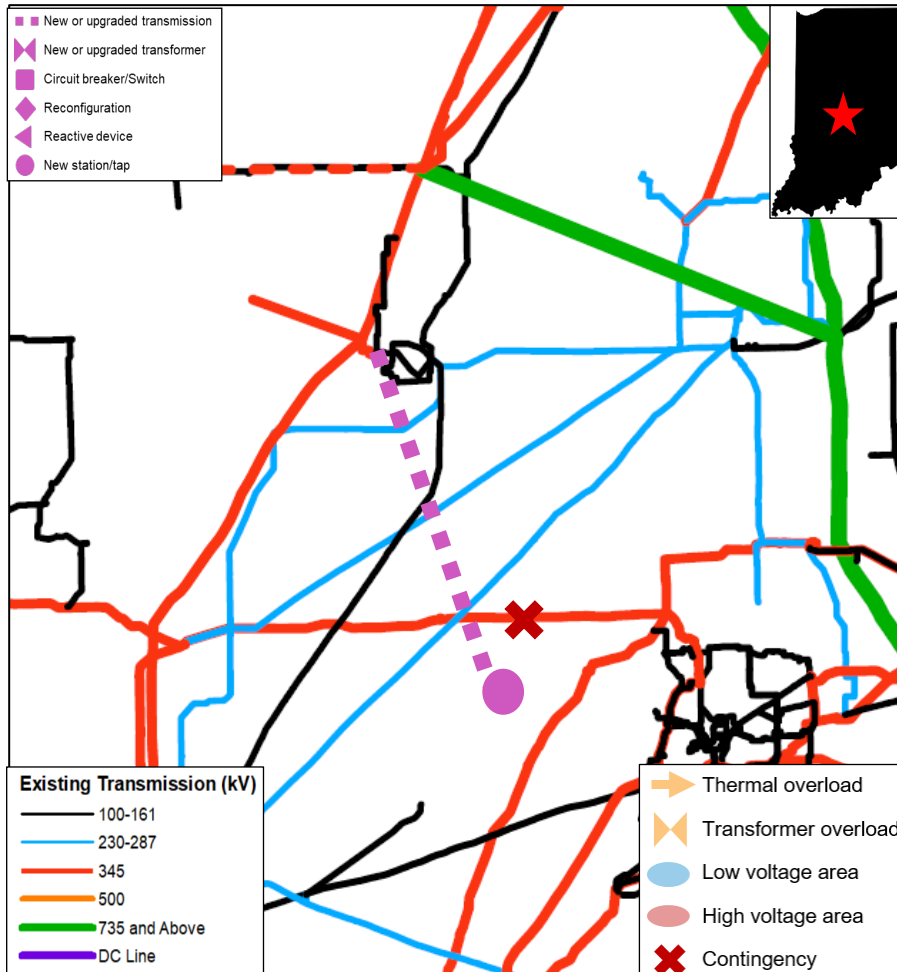 New or upgraded transmission
New or upgraded transformer
Circuit breaker/Switch
Reconfiguration
Reactive device
New station/tap
Existing Transmission (kV)
100-161
230-287
345
500
735 and Above
DC Line
Thermal overload
Transformer overload
Low voltage area
High voltage area
Contingency